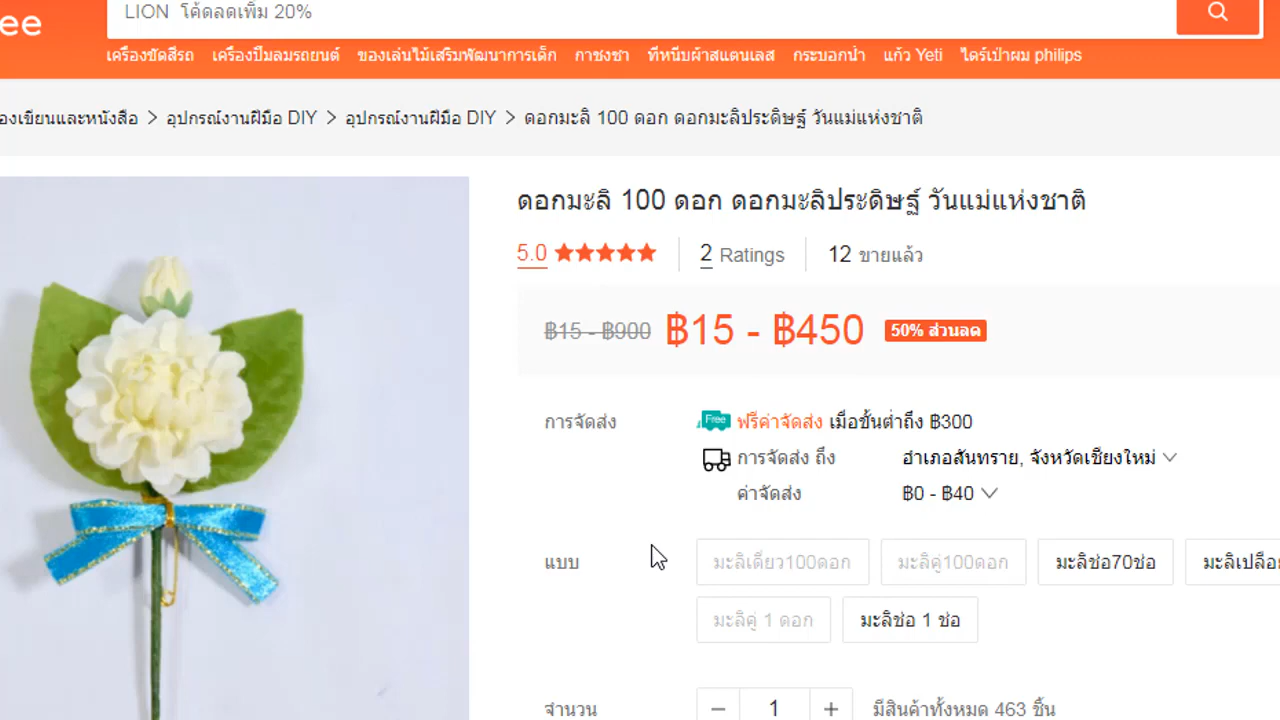 ee
LION โค้ดลดเพิ่ม 20%
เครื่องขัดสีรถ เครื่องปั๊มลมรถยนต์ ของเล่นไม้เสริมพัฒนาการเด็ก กาชงชา ที่หนีบผ้าสแตนเลส กระบอกน้ำ แก้ว Yeti ไดร์เป่าผม philips
องเขียนและหนังสือ > อุปกรณ์งานฝีมือ DIY > อุปกรณ์งานฝีมือ DIY > ดอกมะลิ 100 ดอก ดอกมะลิประดิษฐ์ วันแม่แห่งชาติ
ดอกมะลิ 100 ดอก ดอกมะลิประดิษฐ์ วันแม่แห่งชาติ
5.0 2 Ratings 12 ขายแล้ว
฿15 - ฿900 ฿15 - ฿450 50% ส่วนลด
การจัดส่ง Free ฟรีค่าจัดส่ง เมื่อขั้นต่ำถึง ฿300
การจัดส่ง ถึง อำเภอสันทราย, จังหวัดเชียงใหม่
ค่าจัดส่ง ฿0 - ฿40
แบบ มะลิเดี่ยว100ดอก มะลิคู่100ดอก มะลิช่อ70ช่อ มะลิเปลือย
มะลิคู่ 1 ดอก มะลิช่อ 1 ช่อ
จำนวน 1 มีสินค้าทั้งหมด 463 ชิ้น